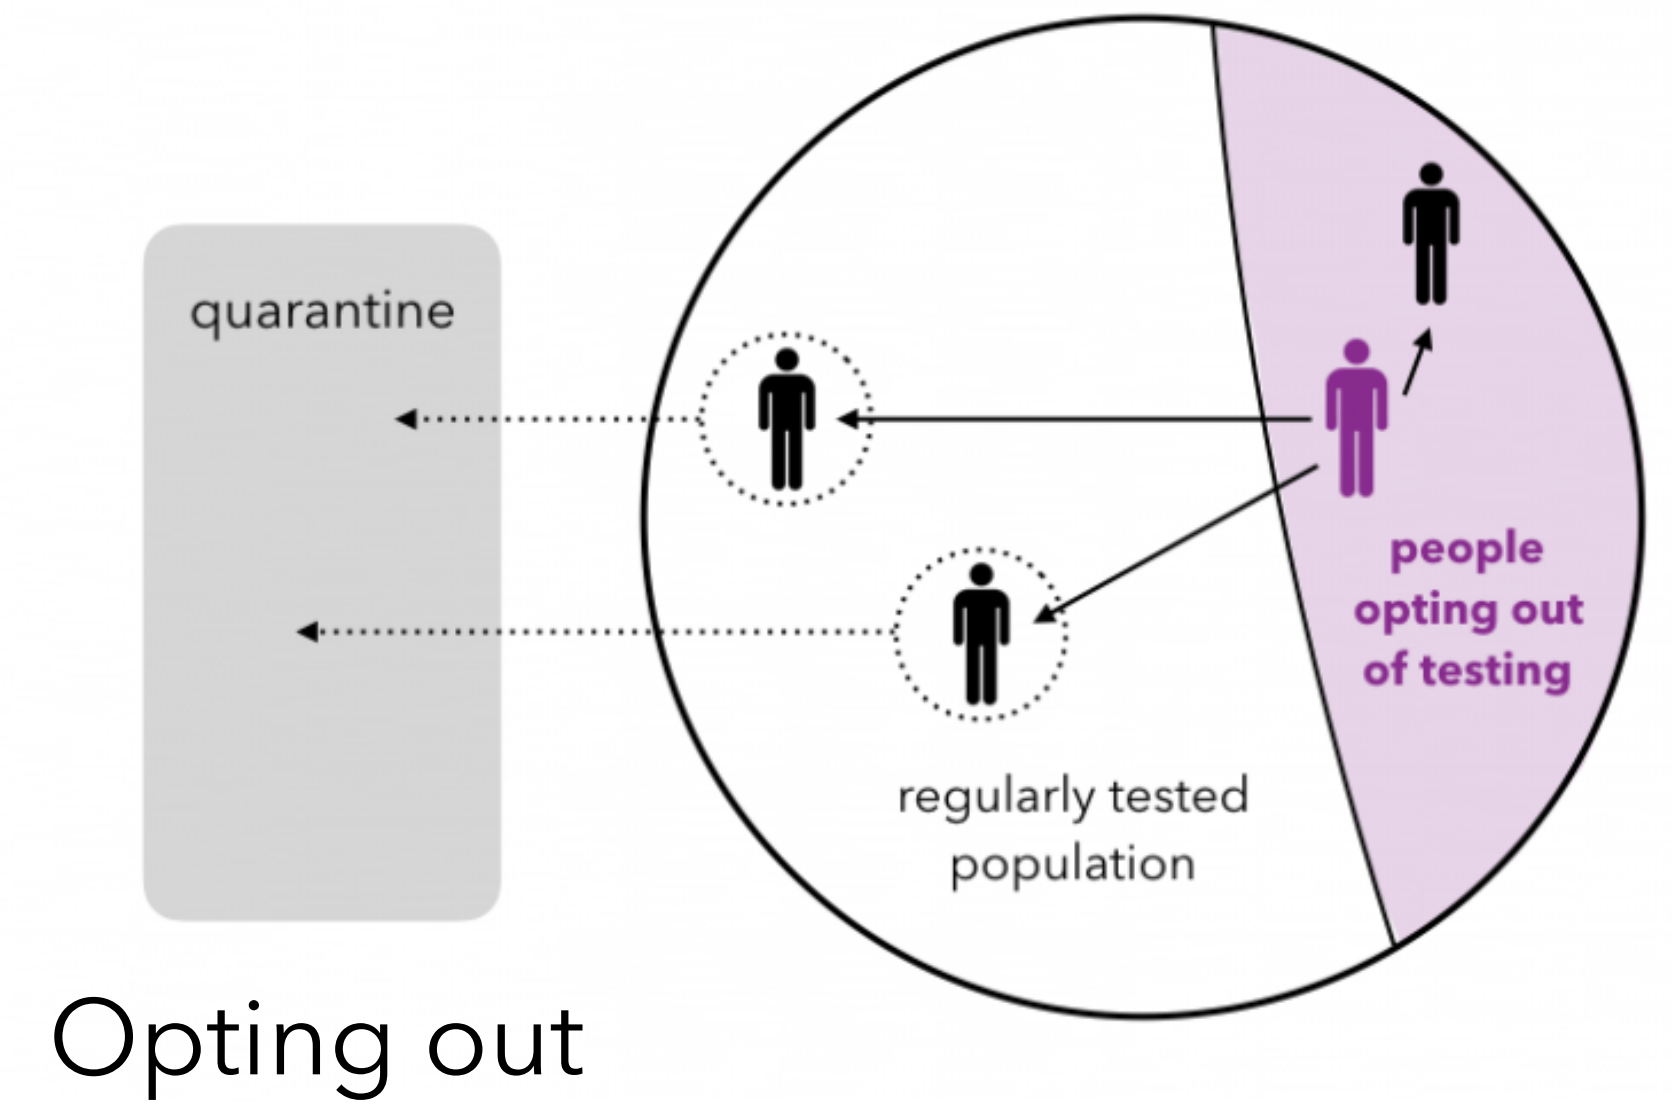 quarantine
people
opting out
of testing
regularly tested
population
Opting out